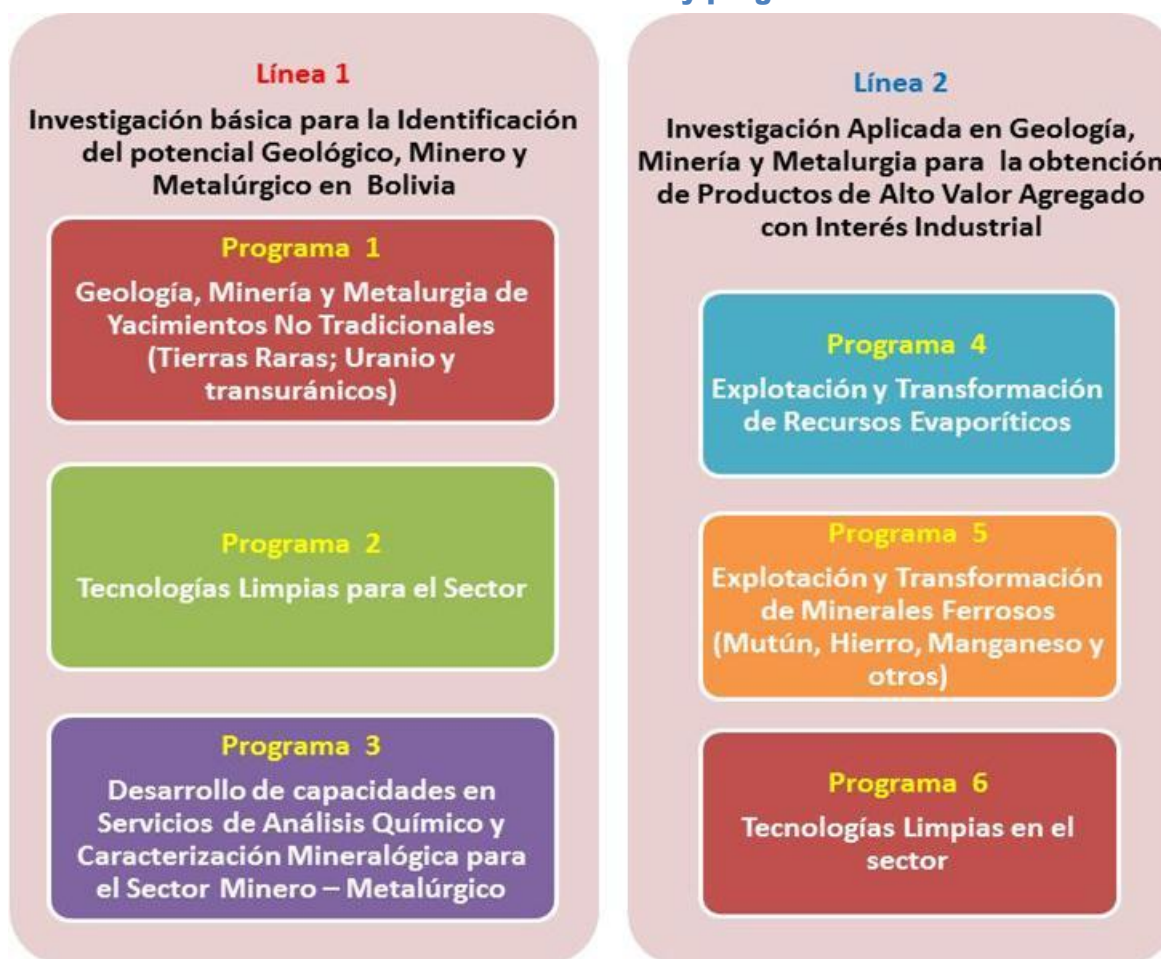 Línea 1
Investigación básica para la Identificación
del potencial Geológico, Minero y
Metalúrgico en Bolivia
Programa 1
Geología, Minería y Metalurgia de
Yacimientos No Tradicionales
(Tierras Raras; Uranio y
transuránicos)
Programa 2
Tecnologías Limpias para el Sector
Programa 3
Desarrollo de capacidades en
Servicios de Análisis Químico y
Caracterización Mineralógica para
el Sector Minero – Metalúrgico
Línea 2
Investigación Aplicada en Geología,
Minería y Metalurgia para la obtención
de Productos de Alto Valor Agregado
con Interés Industrial
Programa 4
Explotación y Transformación
de Recursos Evaporíticos
Programa 5
Explotación y Transformación
de Minerales Ferrosos
(Mutún, Hierro, Manganeso y
otros)
Programa 6
Tecnologías Limpias en el
sector